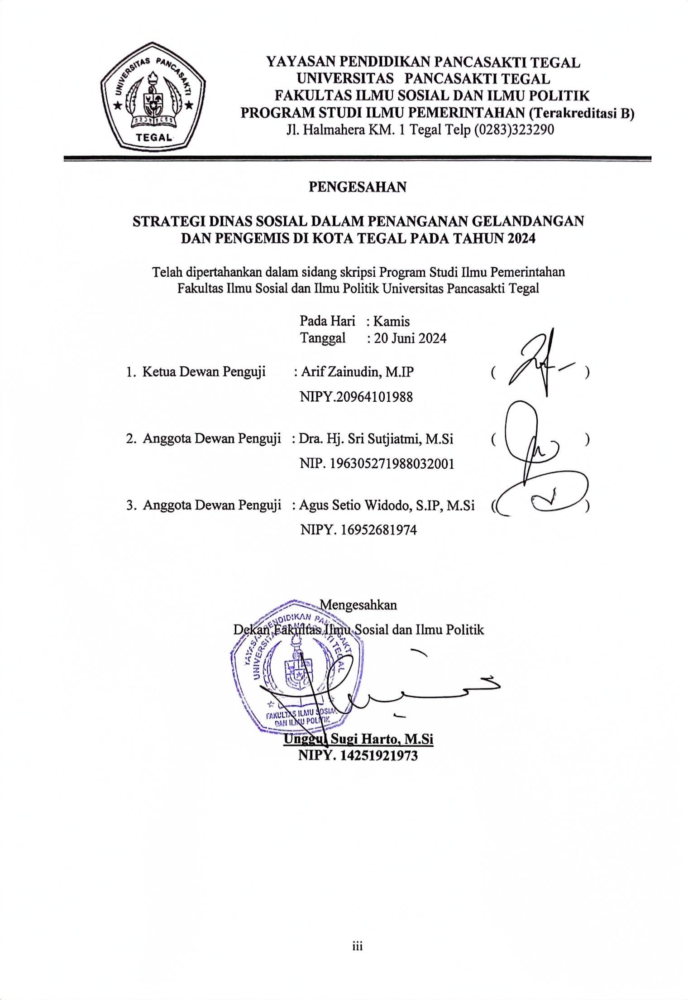 UNIVERSITAS PANCASAKTI
TEGAL
YAYASAN PENDIDIKAN PANCASAKTI TEGAL
UNIVERSITAS PANCASAKTI TEGAL
FAKULTAS ILMU SOSIAL DAN ILMU POLITIK
PROGRAM STUDI ILMU PEMERINTAHAN (Terakreditasi B)
Jl. Halmahera KM. 1 Tegal Telp (0283)323290
PENGESAHAN
STRATEGI DINAS SOSIAL DALAM PENANGANAN GELANDANGAN
DAN PENGEMIS DI KOTA TEGAL PADA TAHUN 2024
Telah dipertahankan dalam sidang skripsi Program Studi Ilmu Pemerintahan
Fakultas Ilmu Sosial dan Ilmu Politik Universitas Pancasakti Tegal
Pada Hari : Kamis
Tanggal : 20 Juni 2024
1. Ketua Dewan Penguji : Arif Zainudin, M.IP ( )
NIPY.20964101988
2. Anggota Dewan Penguji : Dra. Hj. Sri Sutjiatmi, M.Si ( )
NIP. 196305271988032001
3. Anggota Dewan Penguji : Agus Setio Widodo, S.IP, M.Si ( )
NIPY. 16952681974
Mengesahkan
Dekan Fakultas Ilmu Sosial dan Ilmu Politik
YAYASAN PENDIDIKAN PANCASAKTI
UNIVERSITAS PANCASAKTI TEGAL
FAKULTAS ILMU SOSIAL
DAN ILMU POLITIK
Unggul Sugi Harto, M.Si
NIPY. 14251921973
iii